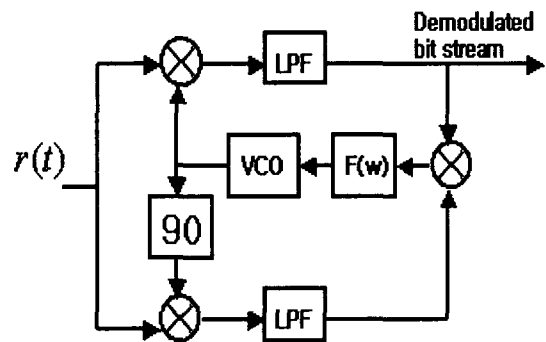 Demodulated
bit stream
LPF
r(t)
VCO
F(w)
90
LPF